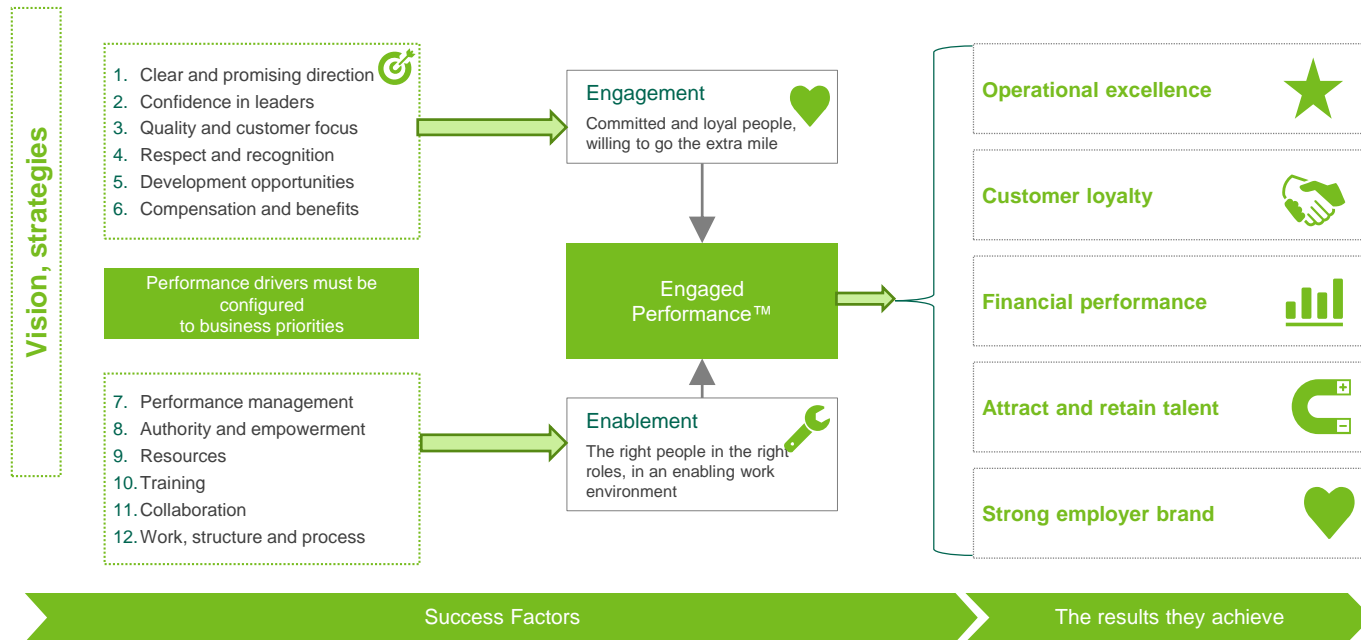 Vision, strategies
1. Clear and promising direction
2. Confidence in leaders
3. Quality and customer focus
4. Respect and recognition
5. Development opportunities
6. Compensation and benefits
Performance drivers must be
configured
to business priorities
7. Performance management
8. Authority and empowerment
9. Resources
10. Training
11. Collaboration
12. Work, structure and process
Engagement
Committed and loyal people,
willing to go the extra mile
Engaged
Performance™
Enablement
The right people in the right
roles, in an enabling work
environment
Operational excellence
Customer loyalty
Financial performance
Attract and retain talent
Strong employer brand
Success Factors
The results they achieve